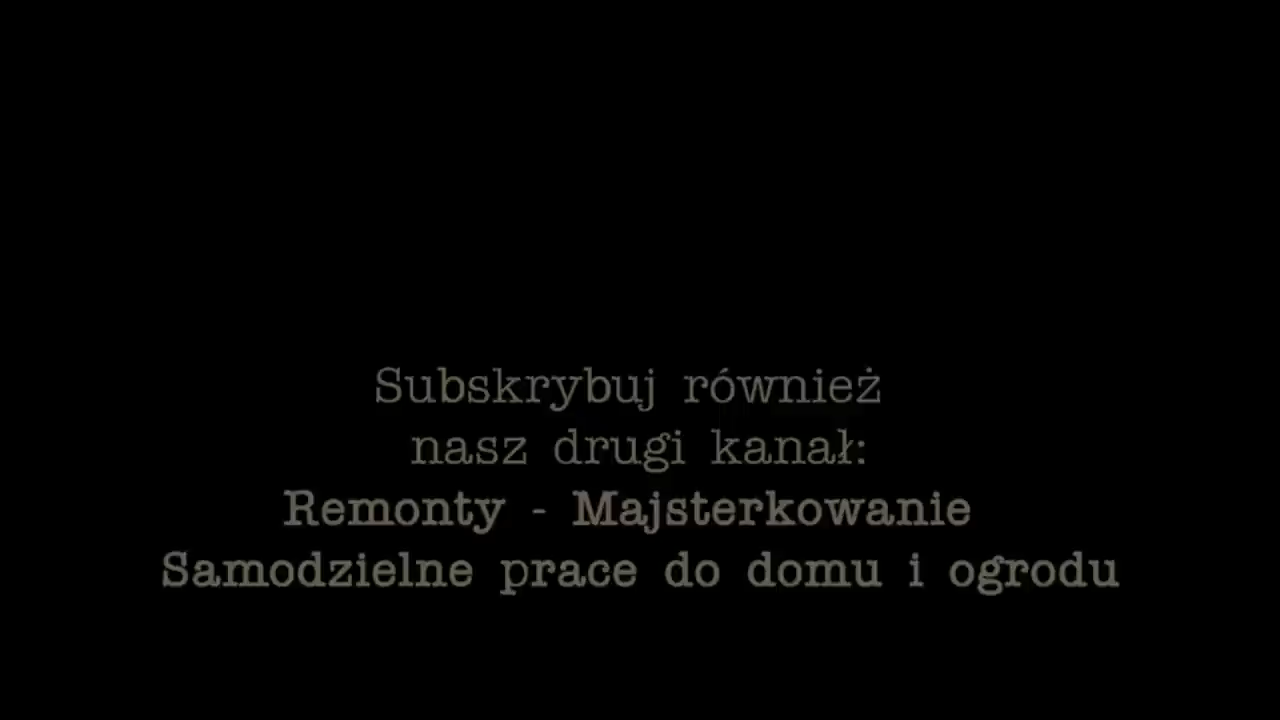 Subskrybuj również
nasz drugi kanał:
Remonty - Majsterkowanie
Samodzielne prace do domu i ogrodu